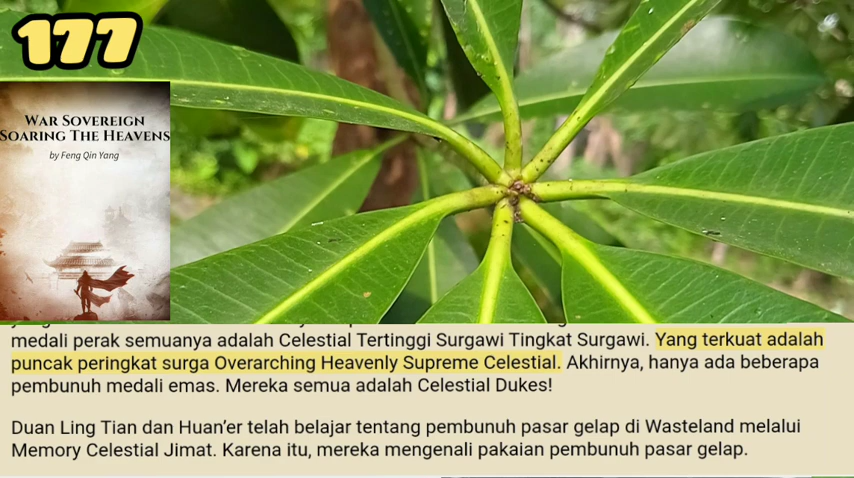 177
WAR SOVEREIGN
SOARING THE HEAVENS
by Feng Qin Yang
medali perak semuanya adalah Celestial Tertinggi Surgawi Tingkat Surgawi. Yang terkuat adalah
puncak peringkat surga Overarching Heavenly Supreme Celestial. Akhirnya, hanya ada beberapa
pembunuh medali emas. Mereka semua adalah Celestial Dukes!
Duan Ling Tian dan Huan’er telah belajar tentang pembunuh pasar gelap di Wasteland melalui
Memory Celestial Jimat. Karena itu, mereka mengenali pakaian pembunuh pasar gelap.